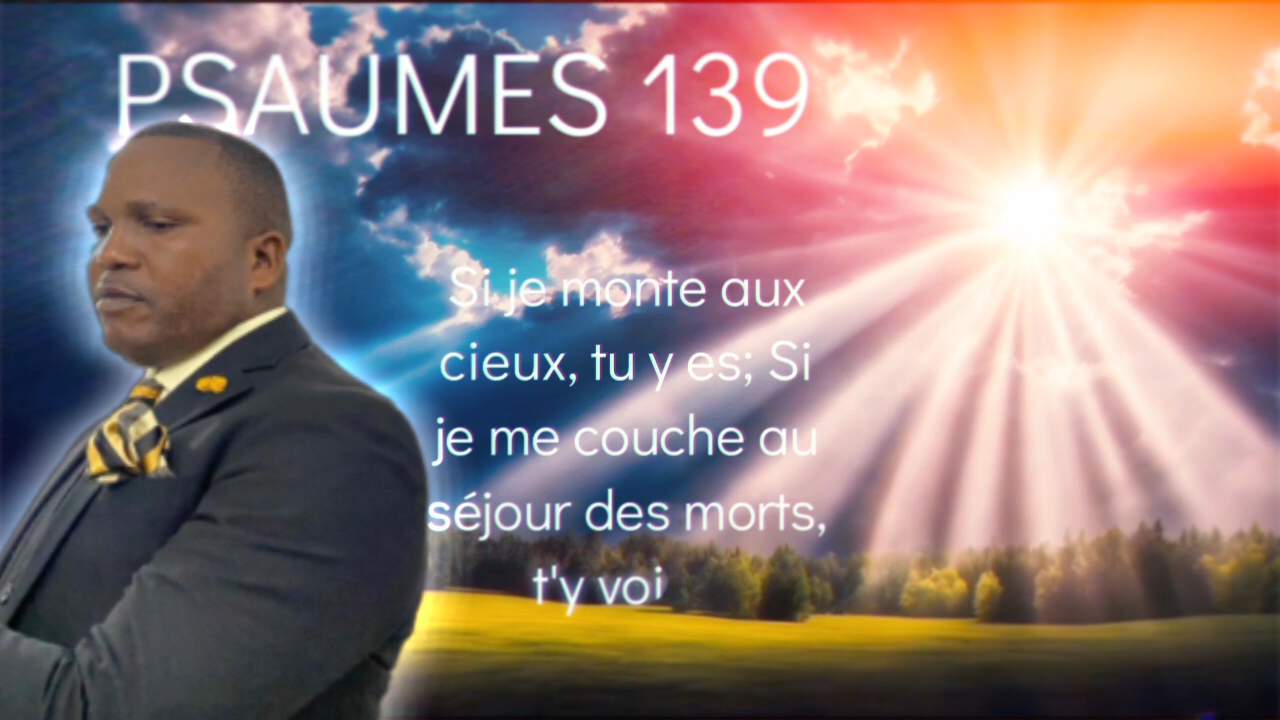 PSAUMES 139
Si je monte aux
cieux, tu y es; Si
je me couche au
séjour des morts,
t'y voi